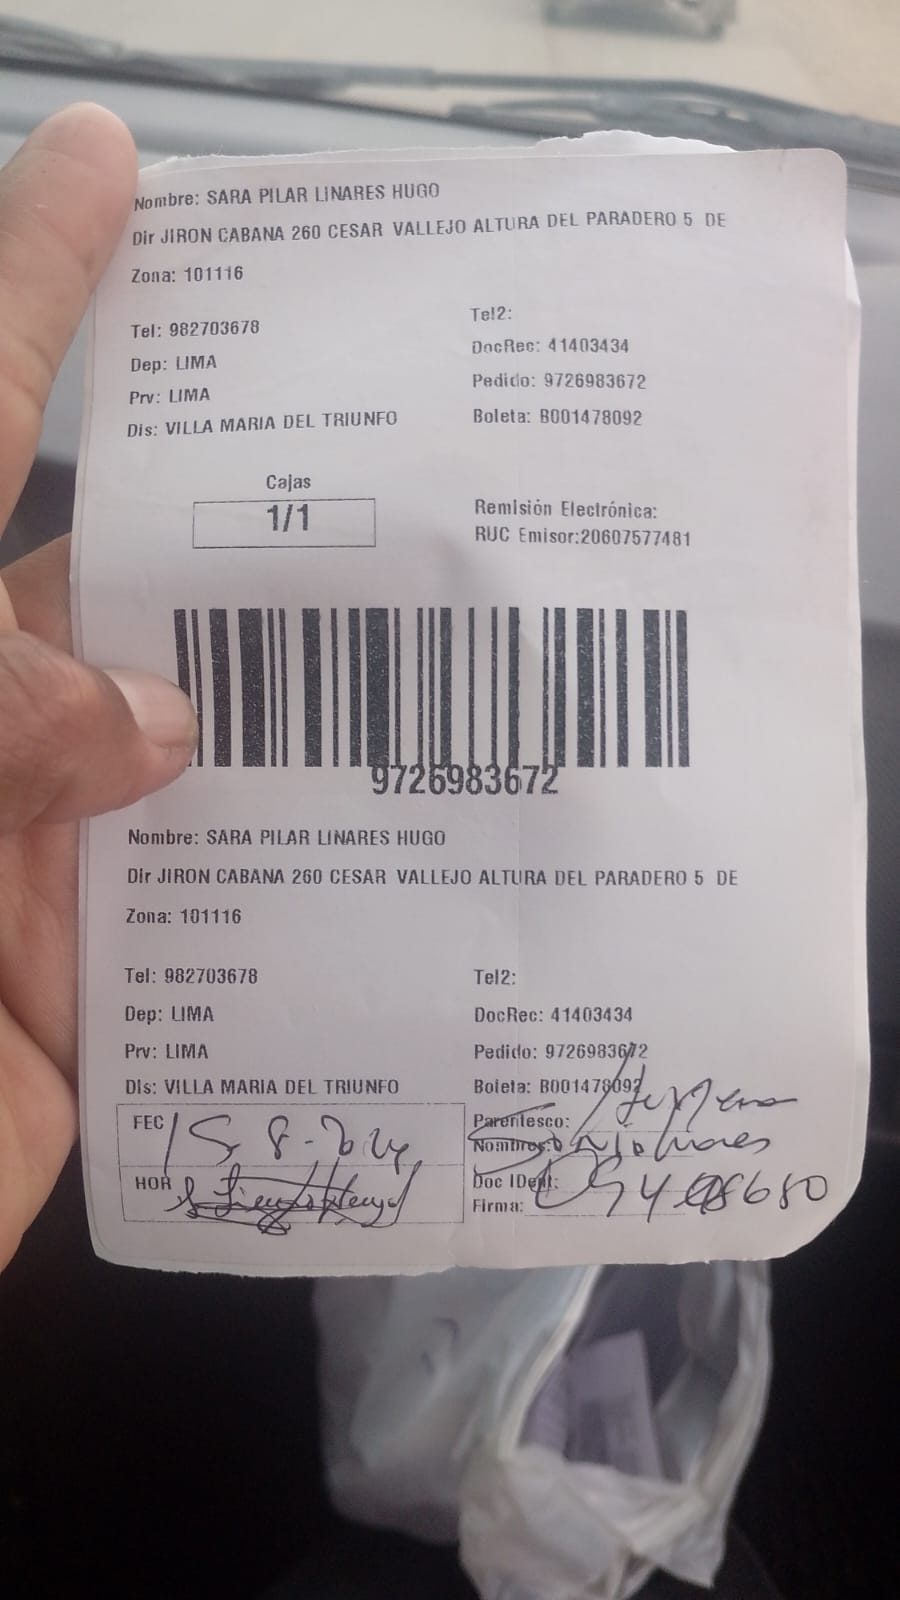 Nombre: SARA PILAR LINARES HUGO
Dir JIRON CABANA 260 CESAR VALLEJO ALTURA DEL PARADERO 5 DE
Zona: 101116
Tel: 982703678
Dep: LIMA
Prv: LIMA
Dis: VILLA MARIA DEL TRIUNFO
Tel2:
DocRec: 41403434
Pedido: 9726983672
Boleta: B001478092
Cajas
1/1
Remisión Electrónica:
RUC Emisor:20607577481
9726983672
Nombre: SARA PILAR LINARES HUGO
Dir JIRON CABANA 260 CESAR VALLEJO ALTURA DEL PARADERO 5 DE
Zona: 101116
Tel: 982703678
Dep: LIMA
Prv: LIMA
Dis: VILLA MARIA DEL TRIUNFO
Tel2:
DocRec: 41403434
Pedido: 9726983672
Boleta: B001478092
FEC 15 8-2024
HOR
Parentesco:
Nombres:
Doc IDent:
Firma: